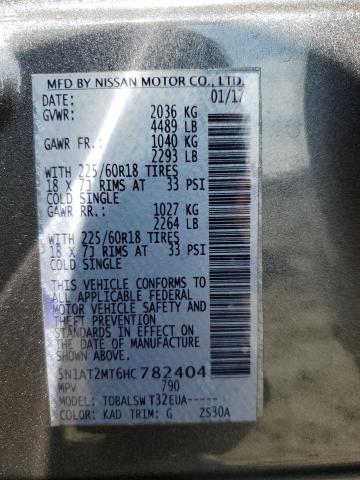 MFD BY NISSAN MOTOR CO., LTD.
DATE: 01/17
GVWR: 2036 KG
4489 LB
GAWR FR.: 1040 KG
2293 LB
WITH 225/60R18 TIRES
18 X 7J RIMS AT 33 PSI
COLD SINGLE
GAWR RR.: 1027 KG
2264 LB
WITH 225/60R18 TIRES
18 X 7J RIMS AT 33 PSI
COLD SINGLE
THIS VEHICLE CONFORMS TO
ALL APPLICABLE FEDERAL
MOTOR VEHICLE SAFETY AND
THEFT PREVENTION
STANDARDS IN EFFECT ON
THE DATE OF MANUFACTURE
5N1AT2MT6HC782404
MPV 790
MODEL: TDBALSWT32EUA-----
COLOR: KAD TRIM: G ZS30A